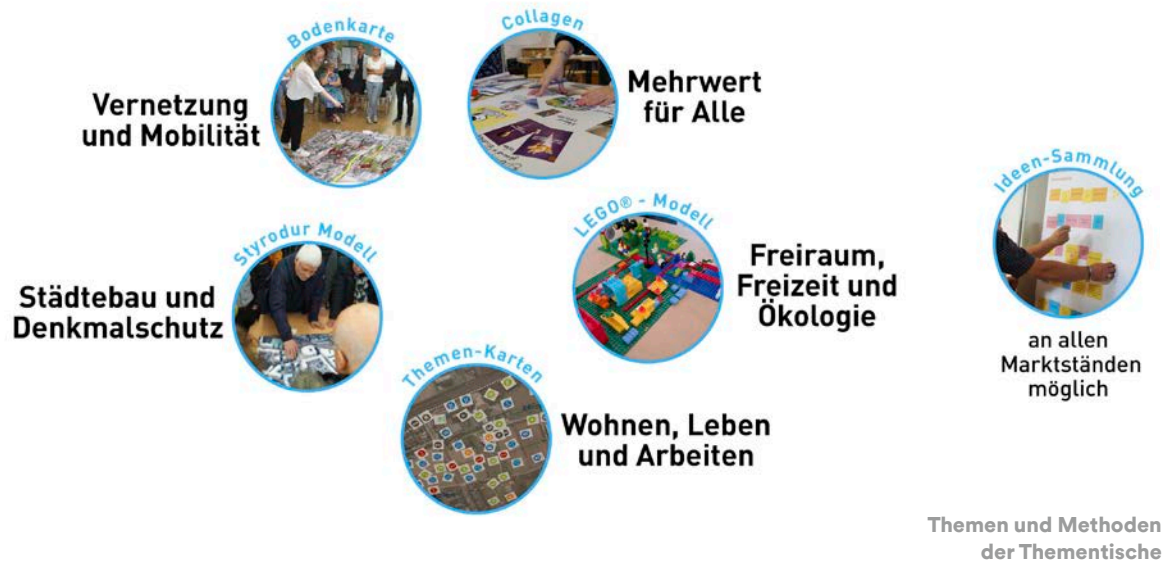 Bodenkarte
Vernetzung
und Mobilität
Collagen
Mehrwert
für Alle
Styrodur Modell
Städtebau und
Denkmalschutz
LEGO® - Modell
Freiraum,
Freizeit und
Ökologie
Themen-Karten
Wohnen, Leben
und Arbeiten
Ideen-Sammlung
an allen
Marktständen
möglich
Themen und Methoden
der Thementische